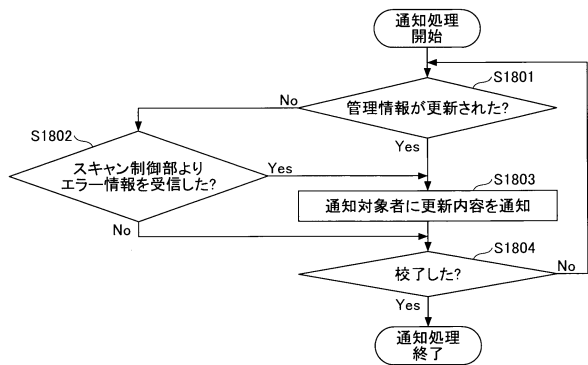 通知処理
開始
S1801
管理情報が更新された?
No
Yes
S1802
スキャン制御部より
エラー情報を受信した?
Yes
No
S1803
通知対象者に更新内容を通知
S1804
校了した?
No
Yes
通知処理
終了